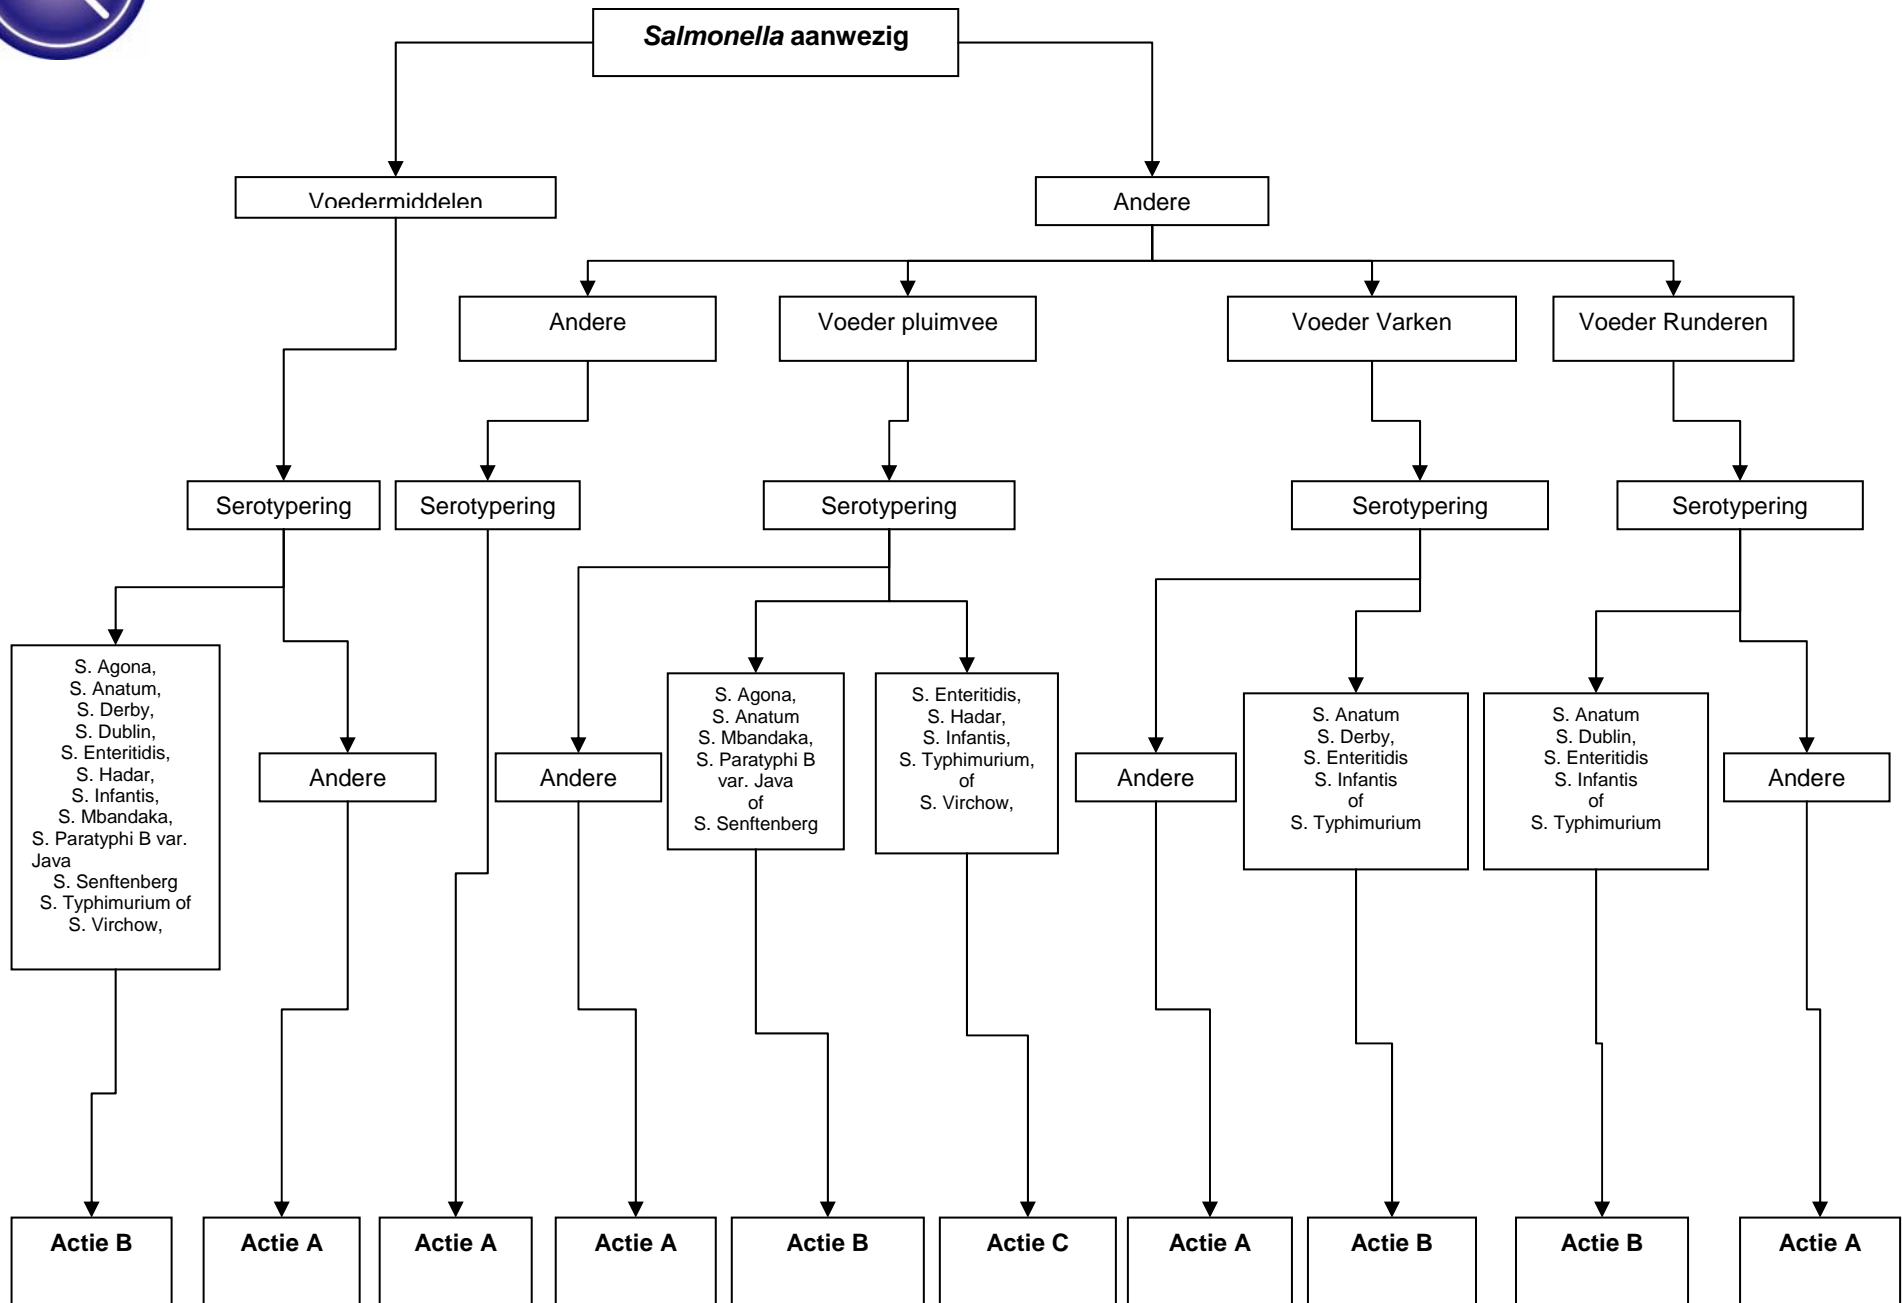 Salmonella aanwezig
Voedermiddelen
Andere
Andere
Voeder pluimvee
Voeder Varken
Voeder Runderen
Serotypering
Serotypering
Serotypering
Serotypering
Serotypering
S. Agona,
S. Anatum,
S. Derby,
S. Dublin,
S. Enteritidis,
S. Hadar,
S. Infantis,
S. Mbandaka,
S. Paratyphi B var.
Java
S. Senftenberg
S. Typhimurium of
S. Virchow,
Andere
Andere
S. Agona,
S. Anatum
S. Mbandaka,
S. Paratyphi B
var. Java
of
S. Senftenberg
S. Enteritidis,
S. Hadar,
S. Infantis,
S. Typhimurium,
of
S. Virchow,
Andere
S. Anatum
S. Derby,
S. Enteritidis
S. Infantis
of
S. Typhimurium
S. Anatum
S. Dublin,
S. Enteritidis
S. Infantis
of
S. Typhimurium
Andere
Actie B
Actie A
Actie A
Actie A
Actie B
Actie C
Actie A
Actie B
Actie B
Actie A